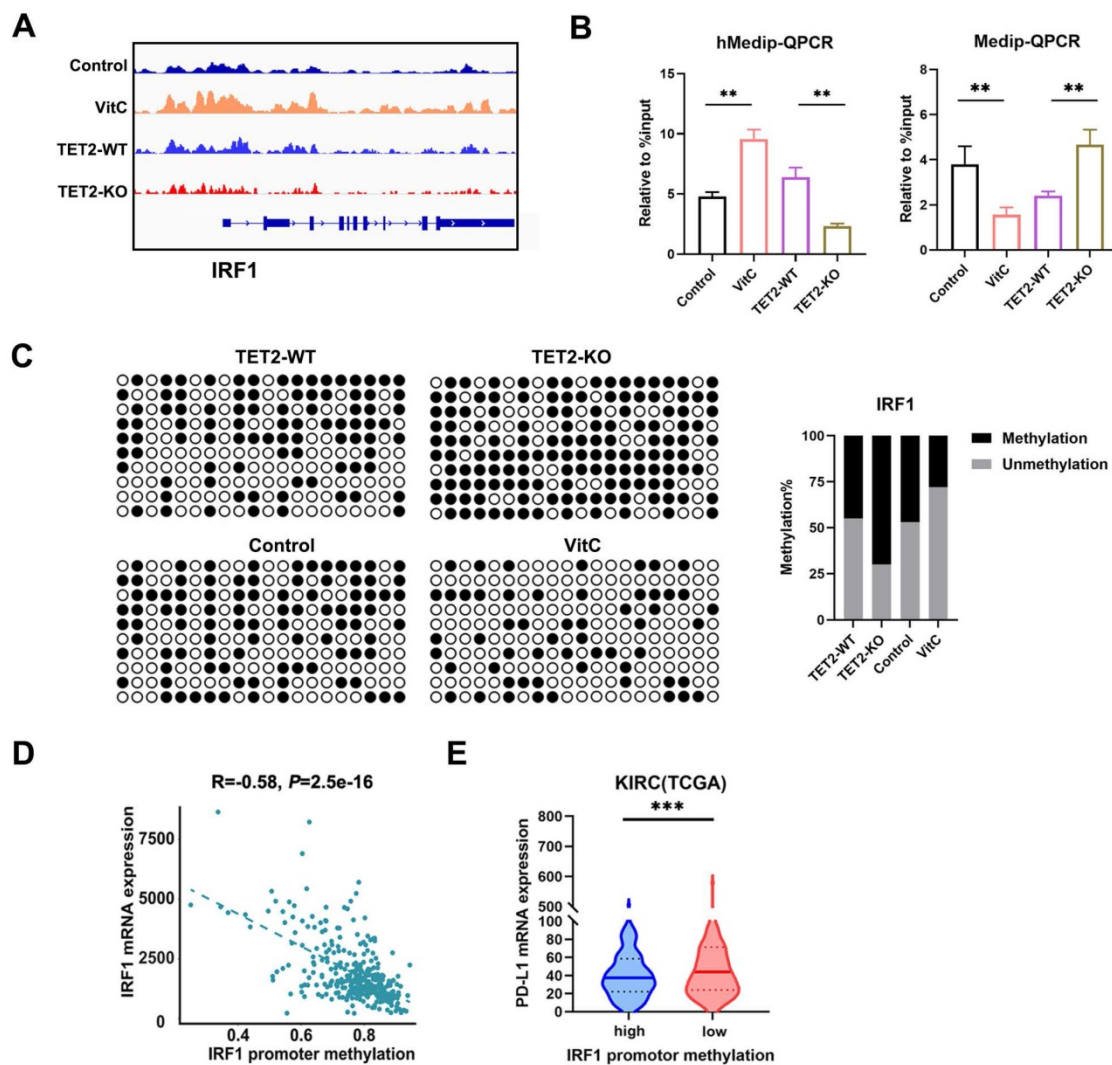 A
Control
VitC
TET2-WT
TET2-KO
IRF1
B
hMedip-QPCR
Relative to %input
15
10
5
0
**
**
Control
VitC
TET2-WT
TET2-KO
Medip-QPCR
Relative to %input
8
6
4
2
0
**
**
Control
VitC
TET2-WT
TET2-KO
C
TET2-WT
TET2-KO
Control
VitC
IRF1
Methylation%
100
75
50
25
0
TET2-WT
TET2-KO
Control
VitC
Methylation
Unmethylation
D
R=-0.58, P=2.5e-16
IRF1 mRNA expression
7500
5000
2500
0
0.4 0.6 0.8
IRF1 promoter methylation
E
KIRC(TCGA)
***
PD-L1 mRNA expression
800
700
600
500
100
80
60
40
20
0
high low
IRF1 promotor methylation